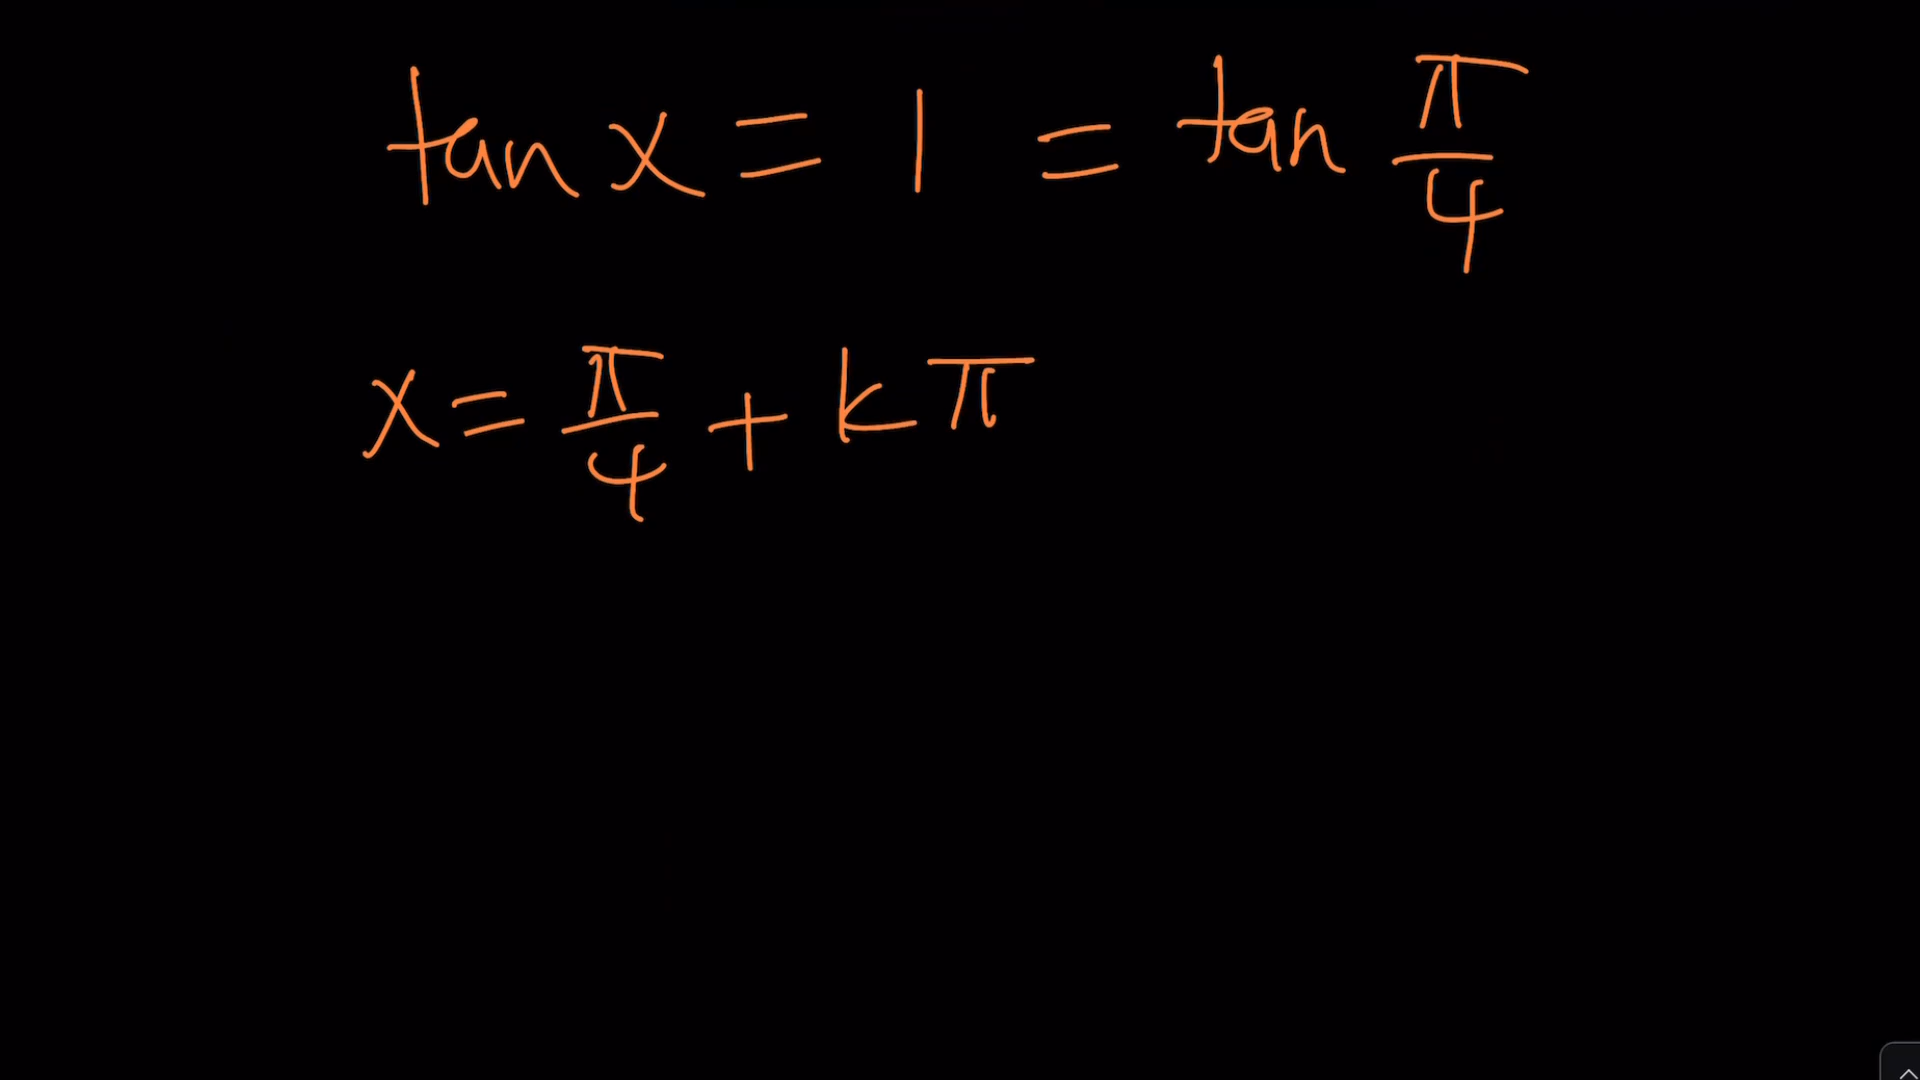 tan x = 1 = tan π/4
x = π/4 + kπ